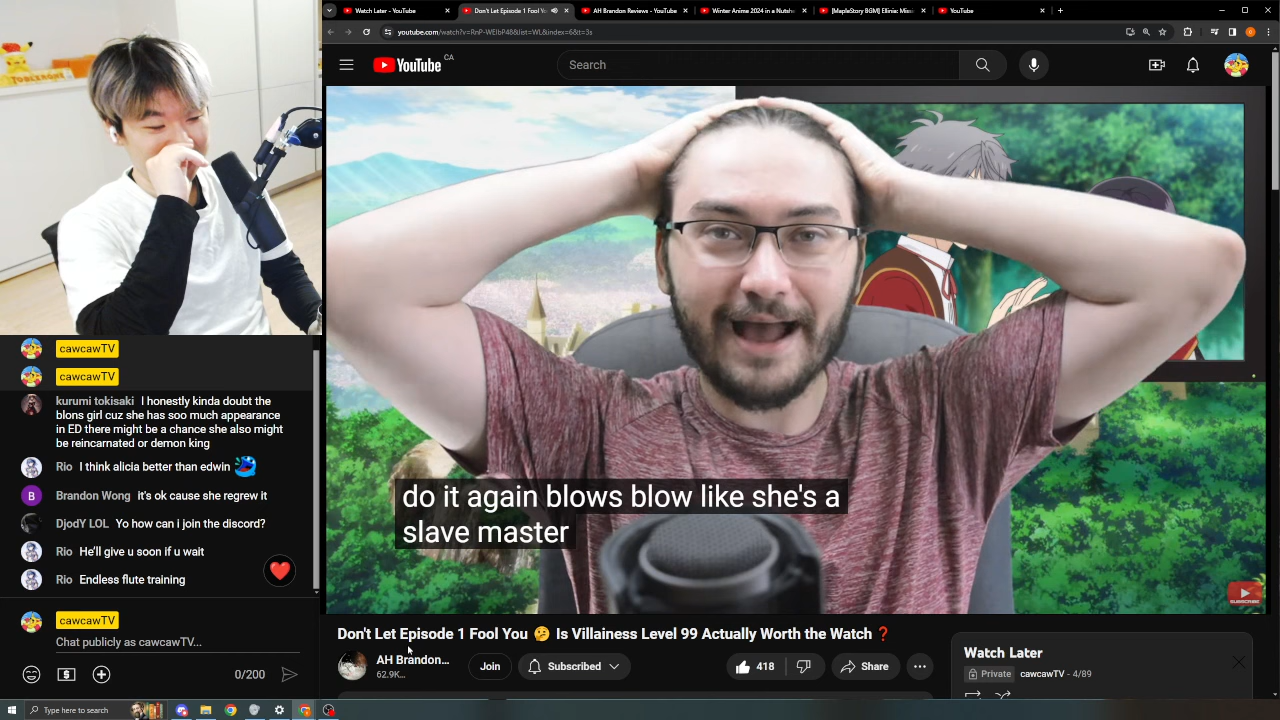 Watch Later - YouTube
Don't Let Episode 1 Fool Yo
AH Brandon Reviews - YouTube
Winter Anime 2024 in a Nutsh
[MapleStory BGM] Ellinia: Miss
YouTube
youtube.com/watch?v=RnP-WEIbP48&list=WL&index=6&t=3s
YouTube CA
Search
do it again blows blow like she's a
slave master
SUBSCRIBE
cawcawTV
cawcawTV
kurumi tokisaki I honestly kinda doubt the
blons girl cuz she has soo much appearance
in ED there might be a chance she also might
be reincarnated or demon king
Rio I think alicia better than edwin
B Brandon Wong it's ok cause she regrew it
DjodY LOL Yo how can i join the discord?
Rio He'll give u soon if u wait
Rio Endless flute training
cawcawTV
Chat publicly as cawcawTV...
0/200
Don't Let Episode 1 Fool You 🤔 Is Villainess Level 99 Actually Worth the Watch ❓
AH Brandon...
62.9K...
Join
Subscribed
418
Share
Watch Later
Private cawcawTV - 4/89
Type here to search